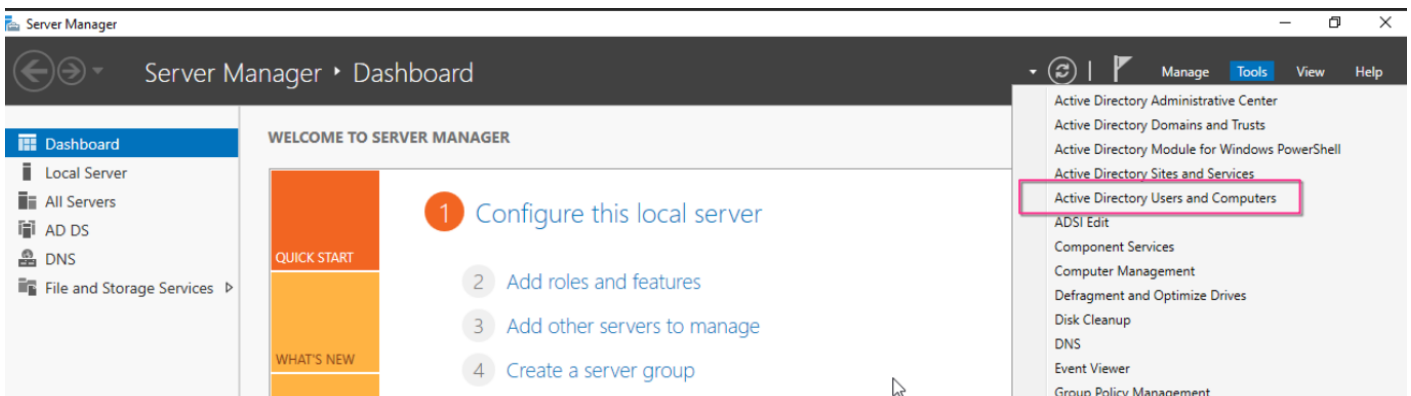 Server Manager
Server Manager ‣ Dashboard
Manage Tools View Help
Dashboard
Local Server
All Servers
AD DS
DNS
File and Storage Services
WELCOME TO SERVER MANAGER
QUICK START
WHAT'S NEW
1 Configure this local server
2 Add roles and features
3 Add other servers to manage
4 Create a server group
Active Directory Administrative Center
Active Directory Domains and Trusts
Active Directory Module for Windows PowerShell
Active Directory Sites and Services
Active Directory Users and Computers
ADSI Edit
Component Services
Computer Management
Defragment and Optimize Drives
Disk Cleanup
DNS
Event Viewer
Group Policy Management